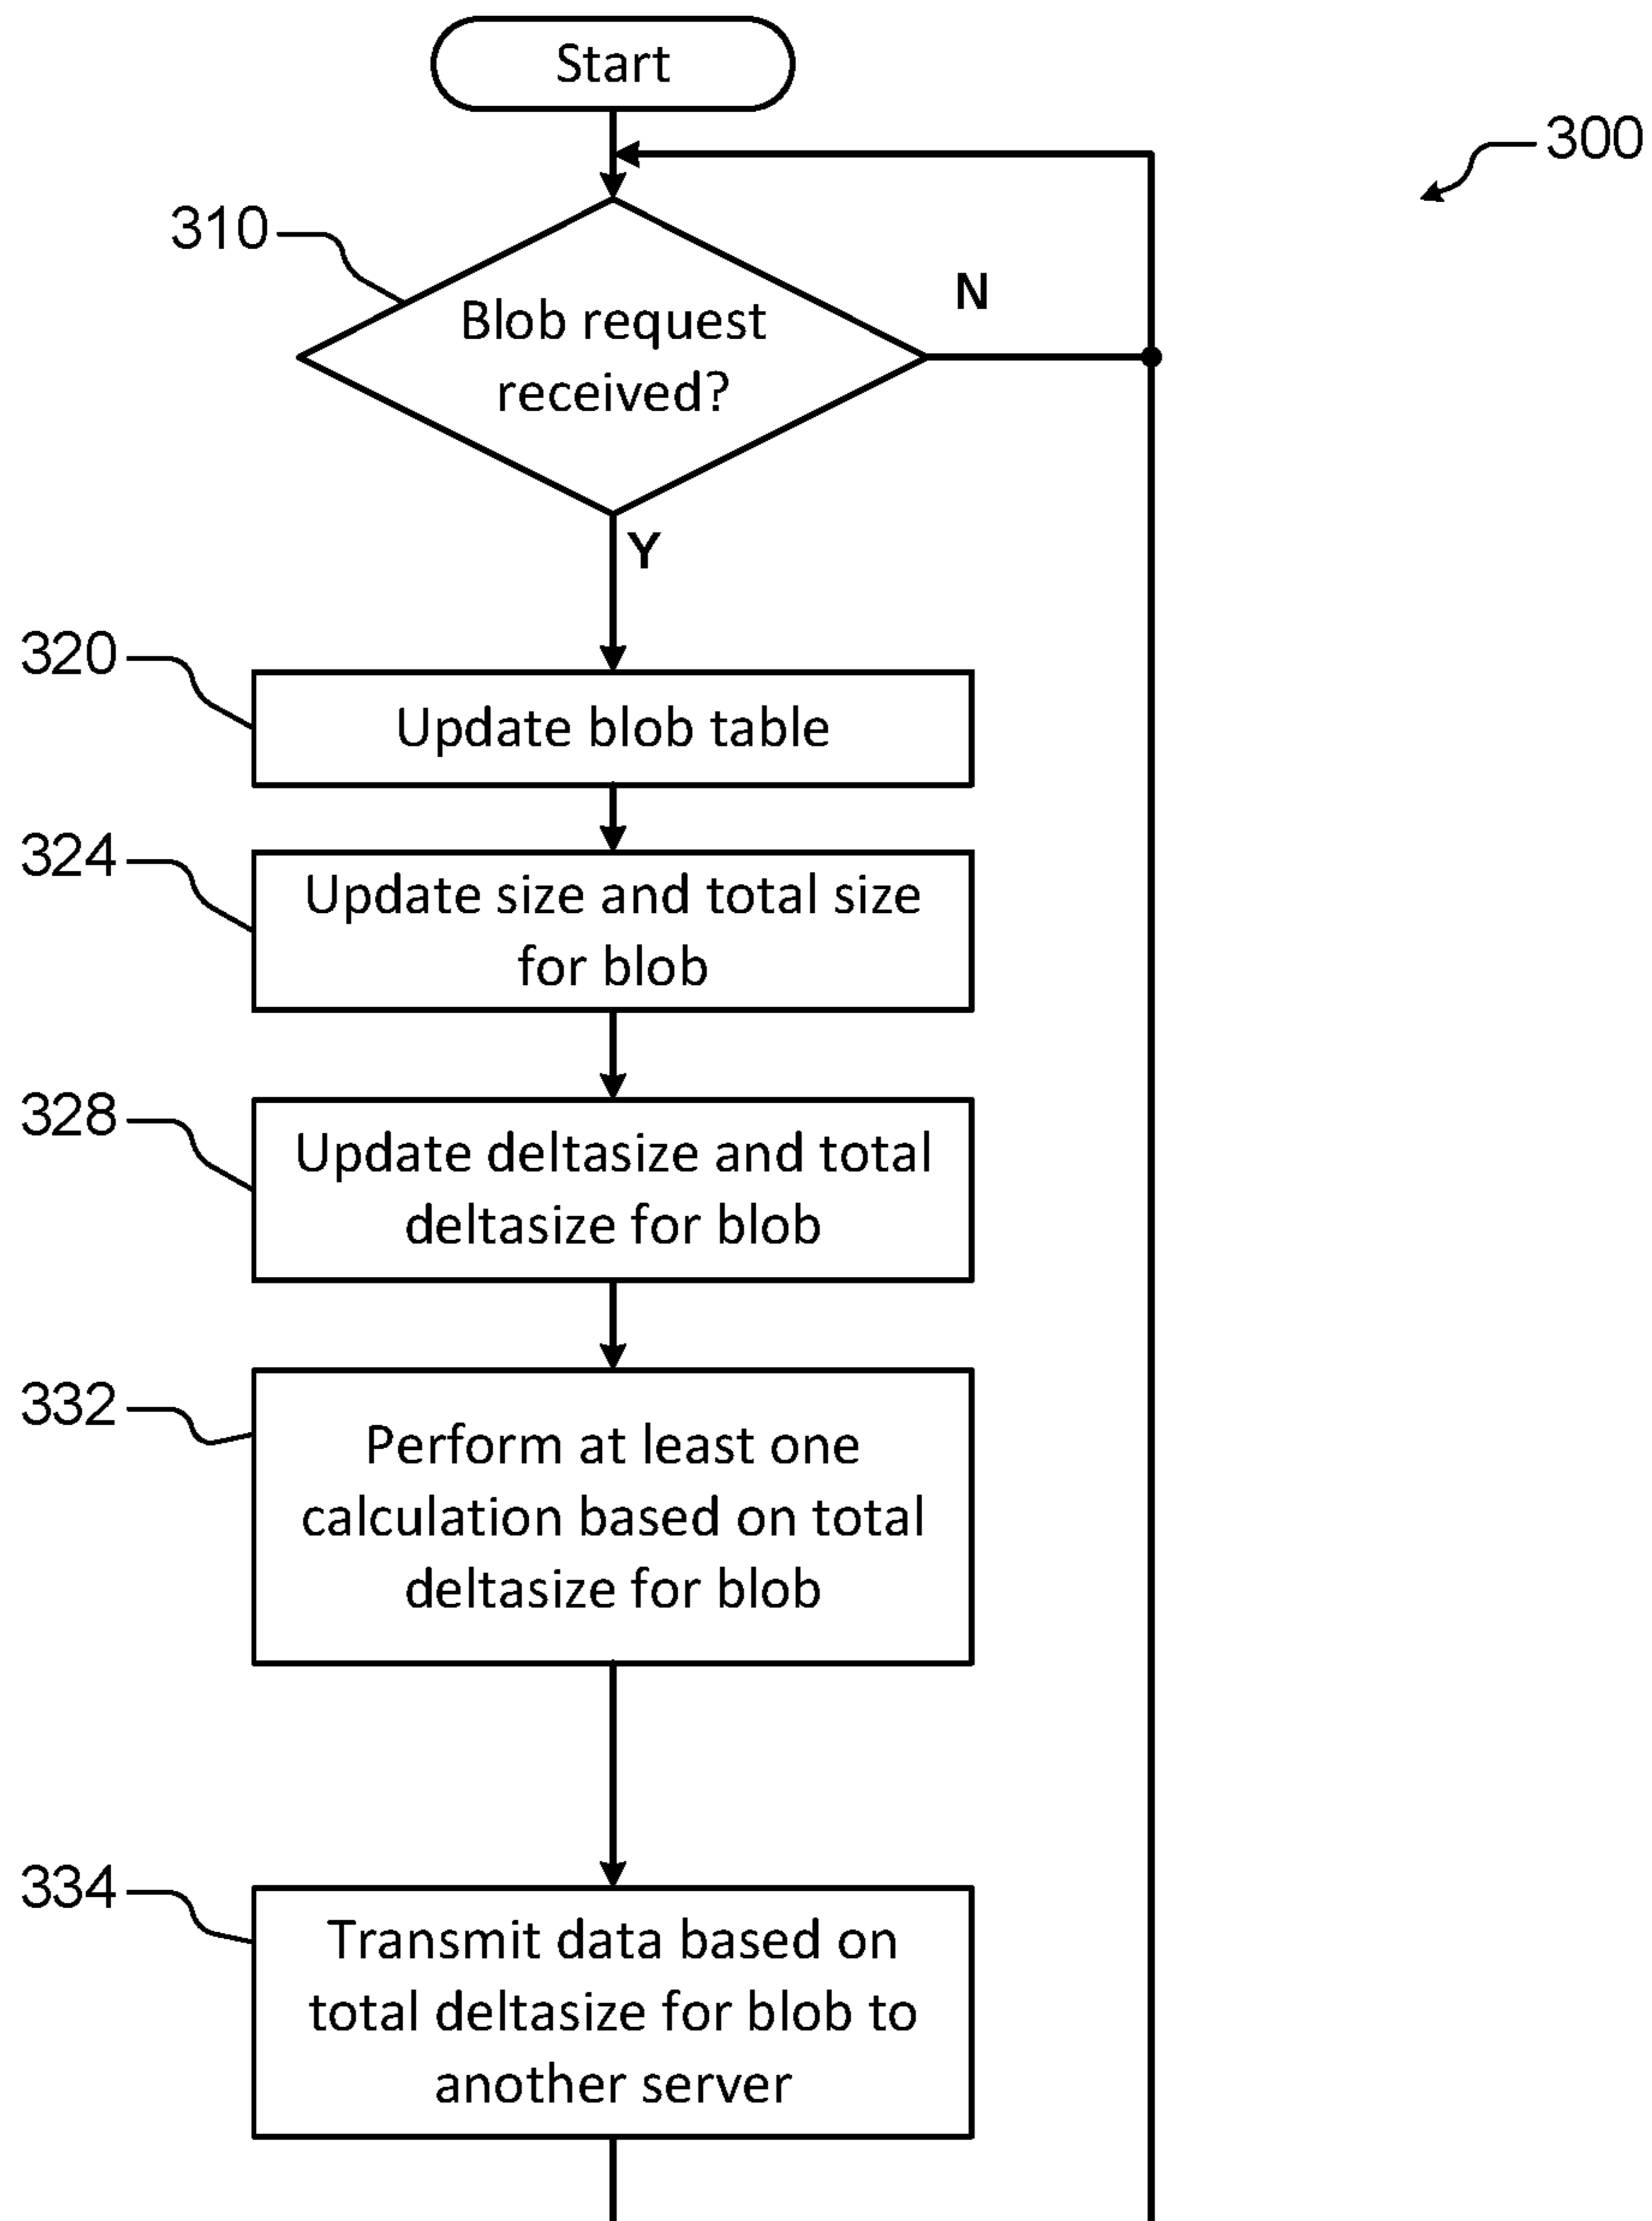 Start
300
310
Blob request
received?
N
Y
320
Update blob table
324
Update size and total size
for blob
328
Update deltasize and total
deltasize for blob
332
Perform at least one
calculation based on total
deltasize for blob
334
Transmit data based on
total deltasize for blob to
another server